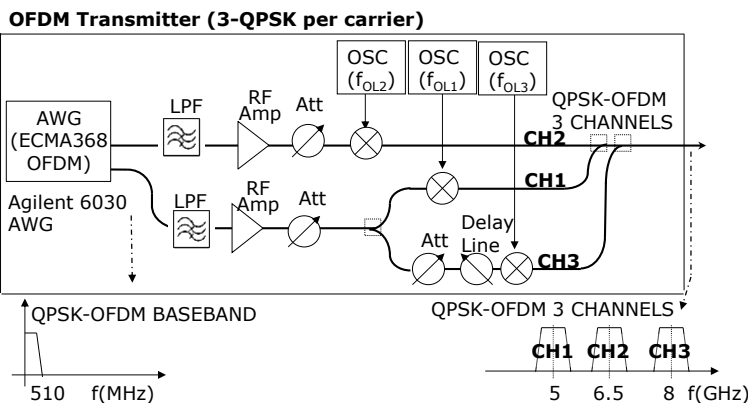 OFDM Transmitter (3-QPSK per carrier)
OSC
(fOL2)
OSC
(fOL1)
OSC
(fOL3)
AWG
(ECMA368
OFDM)
LPF
RF
Amp
Att
QPSK-OFDM
3 CHANNELS
CH2
CH1
Agilent 6030
AWG
LPF
RF
Amp
Att
Att
Delay
Line
CH3
QPSK-OFDM BASEBAND
510
f(MHz)
QPSK-OFDM 3 CHANNELS
CH1
CH2
CH3
5
6.5
8
f(GHz)